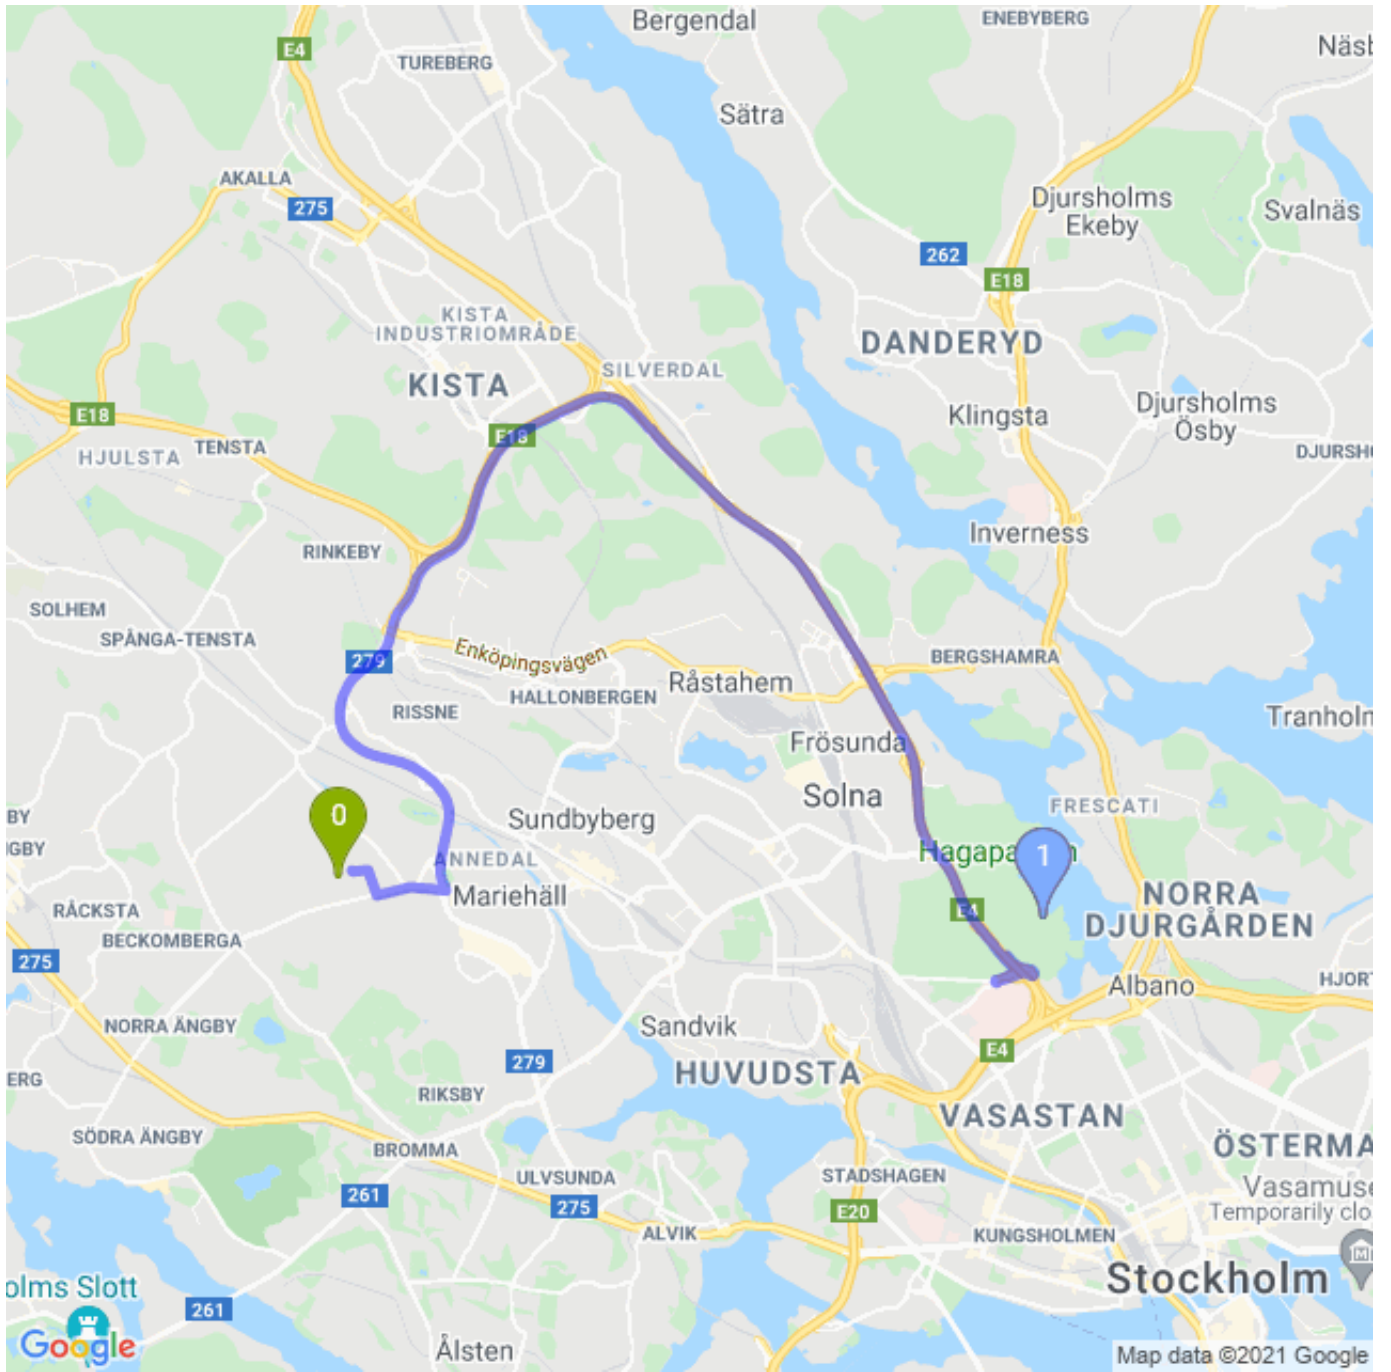 Bergendal
ENEBYBERG
E4
TUREBERG
Sätra
AKALLA
275
Djursholms
Ekeby
Svalnäs
262
E18
KISTA
INDUSTRIOMRÅDE
DANDERYD
SILVERDAL
KISTA
E18
Klingsta
Djursholms
Ösby
E18
TENSTA
HJULSTA
Inverness
RINKEBY
SOLHEM
SPÅNGA-TENSTA
Enköpingsvägen
279
BERGSHAMRA
HALLONBERGEN
Råstahem
RISSNE
Frösunda
Solna
FRESCATI
0
Sundbyberg
1
ANNEDAL
Mariehäll
NORRA
DJURGÅRDEN
RÅCKSTA
E4
BECKOMBERGA
275
Albano
NORRA ÄNGBY
Sandvik
E4
279
HUVUDSTA
RIKSBY
VASASTAN
SÖDRA ÄNGBY
BROMMA
ULVSUNDA
STADSHAGEN
261
275
E20
ALVIK
KUNGSHOLMEN
Stockholm
261
Google
Ålsten
Map data ©2021 Google